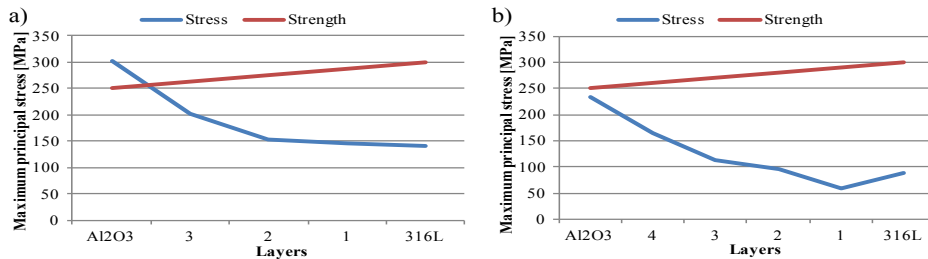 a)
Stress Strength
Maximum principal stress [MPa]
350
300
250
200
150
100
50
0
Al2O3 3 2 1 316L
Layers
b)
Stress Strength
Maximum principal stress [MPa]
350
300
250
200
150
100
50
0
Al2O3 4 3 2 1 316L
Layers